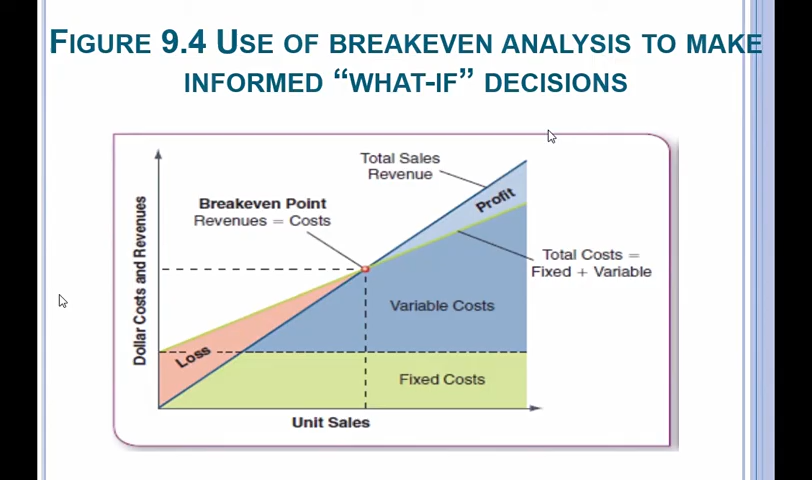 FIGURE 9.4 USE OF BREAKEVEN ANALYSIS TO MAKE
INFORMED “WHAT-IF” DECISIONS
Total Sales
Revenue
Profit
Breakeven Point
Revenues = Costs
Total Costs =
Fixed + Variable
Dollar Costs and Revenues
Variable Costs
Loss
Fixed Costs
Unit Sales